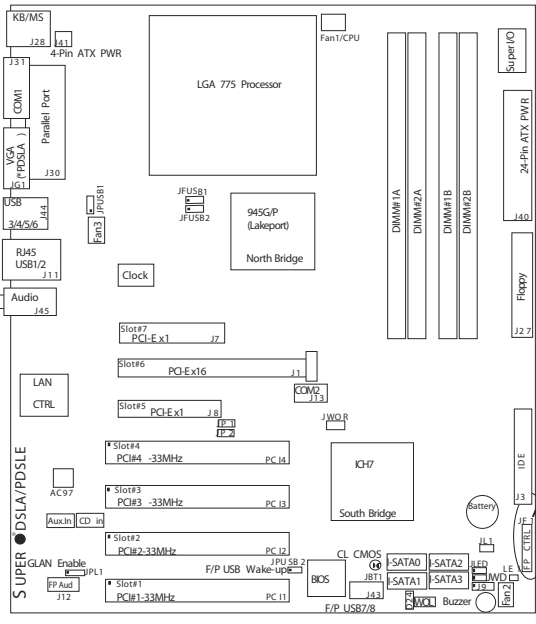 KB/MS
J28
J41
4-Pin ATX PWR
Fan1/CPU
Super I/O
J31
COM1
Parallel Port
J30
LGA 775 Processor
24-Pin ATX PWR
J40
VGA
(*PDSLA )
JG1
USB
3/4/5/6
J44
JPUSB1
Fan3
JFUSB1
JFUSB2
945G/P
(Lakeport)
North Bridge
DIMM#1A
DIMM#2A
DIMM#1B
DIMM#2B
RJ45
USB1/2
J11
Audio
J45
Clock
Floppy
J27
Slot#7
PCI-E x1
J7
Slot#6
PCI-E x16
J1
COM2
J13
LAN
CTRL
Slot#5
PCI-E x1
J8
JP1
JP2
JWOR
IDE
J3
Slot#4
PCI#4 -33MHz
PCI4
ICH7
South Bridge
AC97
Slot#3
PCI#3 -33MHz
PCI3
Battery
JF1
FP CTRL
SUPER ●DSLA/PDSLE
Aux.In
CD in
Slot#2
PCI#2-33MHz
PCI2
JL1
GLAN Enable
JPL1
F/P USB Wake-up
JPUSB2
CL CMOS
JBT1
BIOS
I-SATA0
I-SATA2
I-SATA1
I-SATA3
JLED
JWD
LE1
J9
FP Aud
J12
Slot#1
PCI#1-33MHz
PCI1
J43
F/P USB7/8
WOL
Buzzer
Fan2